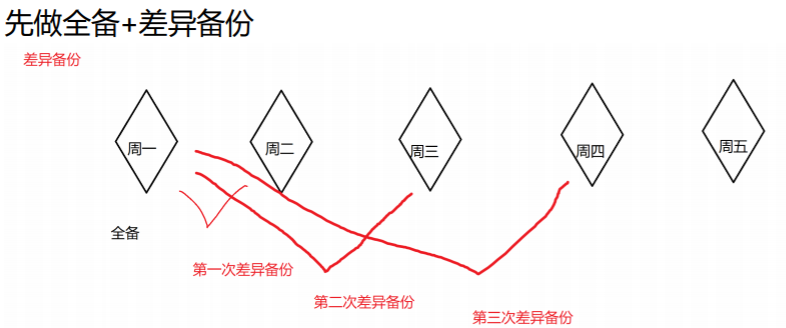 先做全备+差异备份
差异备份
周一
周二
周三
周四
周五
全备
第一次差异备份
第二次差异备份
第三次差异备份